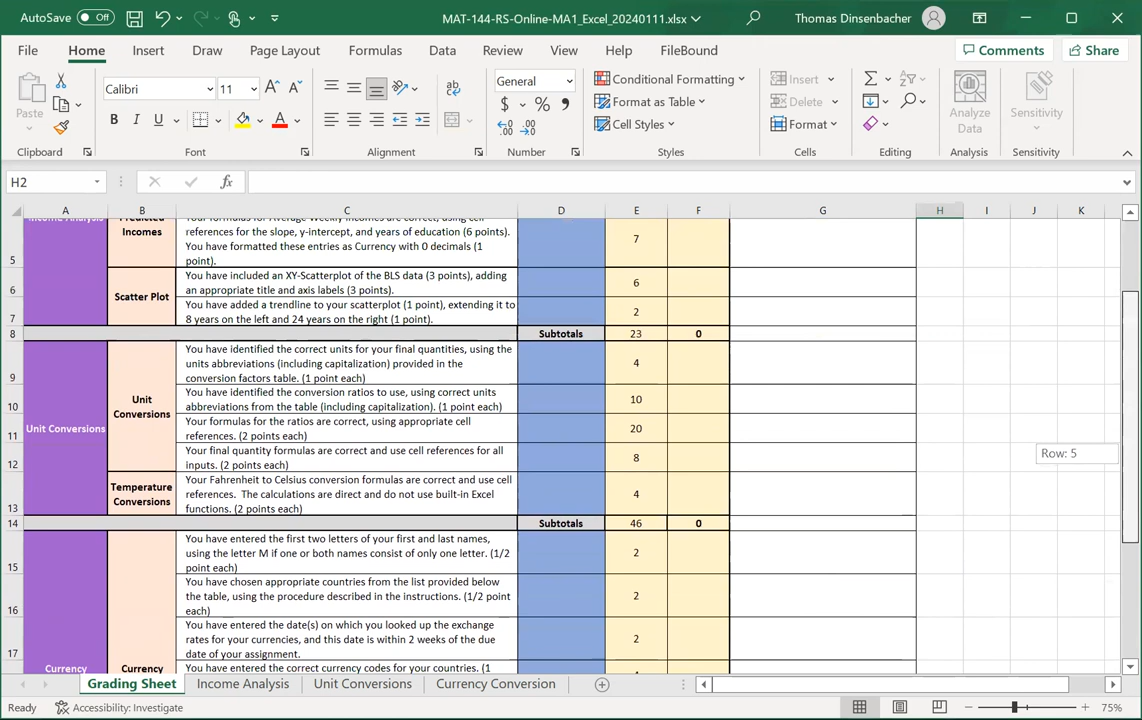 AutoSave Off MAT-144-RS-Online-MA1_Excel_20240111.xlsx Thomas Dinsenbacher
File Home Insert Draw Page Layout Formulas Data Review View Help FileBound Comments Share
Paste
Calibri 11
B I U
ab
General
$ % ,
Conditional Formatting
Format as Table
Cell Styles
Insert
Delete
Format
Analyze
Data
Sensitivity
Clipboard Font Alignment Number Styles Cells Editing Analysis Sensitivity
H2 fx
A B C D E F G H I J K
Income Analysis
5
Predicted
Incomes
Your formulas for Average Weekly Incomes are correct, using cell
references for the slope, y-intercept, and years of education (6 points).
You have formatted these entries as Currency with 0 decimals (1
point).
7
6
Scatter Plot
You have included an XY-Scatterplot of the BLS data (3 points), adding
an appropriate title and axis labels (3 points).
6
7
You have added a trendline to your scatterplot (1 point), extending it to
8 years on the left and 24 years on the right (1 point).
2
8 Subtotals 23 0
Unit Conversions
Unit
Conversions
9
You have identified the correct units for your final quantities, using the
units abbreviations (including capitalization) provided in the
conversion factors table. (1 point each)
4
10
You have identified the conversion ratios to use, using correct units
abbreviations from the table (including capitalization). (1 point each)
10
11
Your formulas for the ratios are correct, using appropriate cell
references. (2 points each)
20
12
Your final quantity formulas are correct and use cell references for all
inputs. (2 points each)
8
Row: 5
13
Temperature
Conversions
Your Fahrenheit to Celsius conversion formulas are correct and use cell
references. The calculations are direct and do not use built-in Excel
functions. (2 points each)
4
14 Subtotals 46 0
15
You have entered the first two letters of your first and last names,
using the letter M if one or both names consist of only one letter. (1/2
point each)
2
16
You have chosen appropriate countries from the list provided below
the table, using the procedure described in the instructions. (1/2 point
each)
2
17
You have entered the date(s) on which you looked up the exchange
rates for your currencies, and this date is within 2 weeks of the due
date of your assignment.
2
Currency Currency
You have entered the correct currency codes for your countries. (1
Grading Sheet Income Analysis Unit Conversions Currency Conversion
Ready Accessibility: Investigate 75%